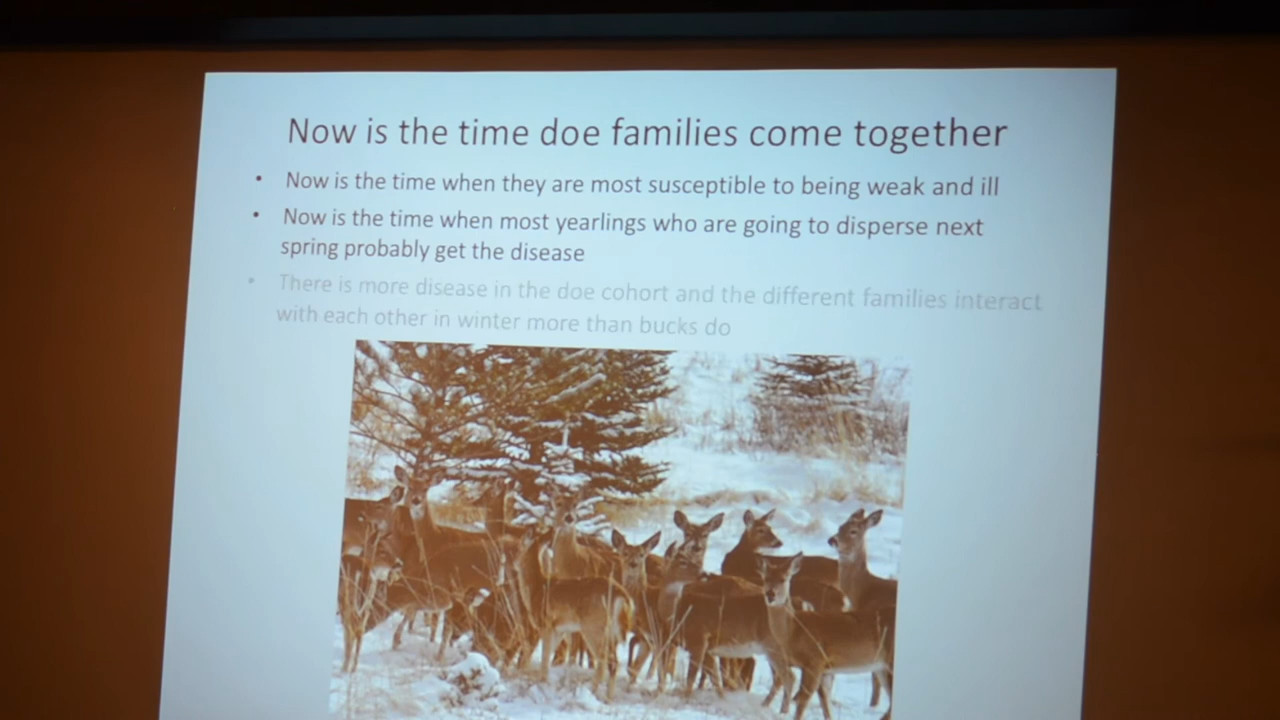 Now is the time doe families come together
• Now is the time when they are most susceptible to being weak and ill
• Now is the time when most yearlings who are going to disperse next
spring probably get the disease
• There is more disease in the doe cohort and the different families interact
with each other in winter more than bucks do